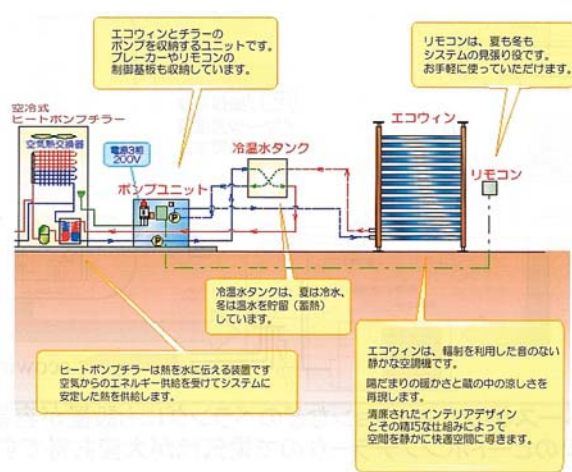 エコウィンとチラーの
ポンプを収納するユニットです。
ブレーカーやリモコンの
制御基板も収納しています。
リモコンは、夏も冬も
システムの見張り役です。
お手軽に使っていただけます。
空冷式
ヒートポンプチラー
空気熱交換器
電源3相
200V
ポンプユニット
冷温水タンク
エコウィン
リモコン
P
P
冷温水タンクは、夏は冷水、
冬は温水を貯留（蓄熱）
しています。
ヒートポンプチラーは熱を水に伝える装置です
空気からのエネルギー供給を受けてシステムに
安定した熱を供給します。
エコウィンは、輻射を利用した音のない
静かな空調機です。
陽だまりの暖かさと蔵の中の涼しさを
再現します。
清廉されたインテリアデザイン
とその精巧な仕組みによって
空間を静かに快適空間に導きます。